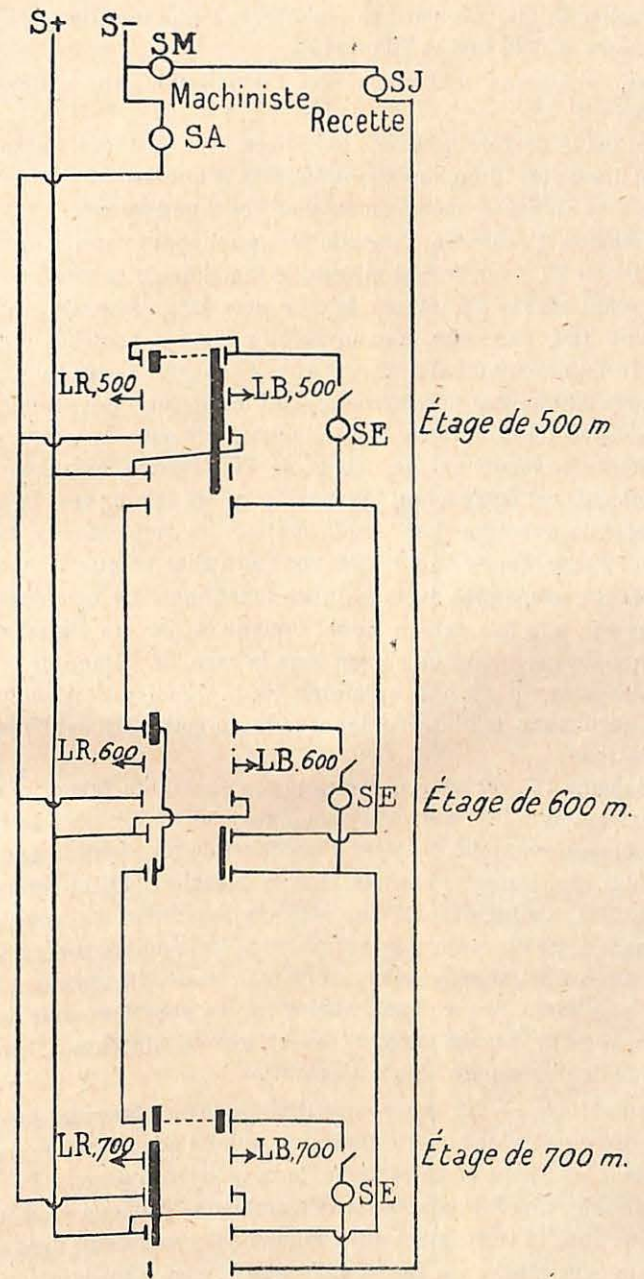 S+ S-
SM
SJ
Machiniste
Recette
SA
LR,500
LB,500
SE
Étage de 500 m
LR,600
LB.600
SE
Étage de 600 m.
LR,700
LB,700
SE
Étage de 700 m.